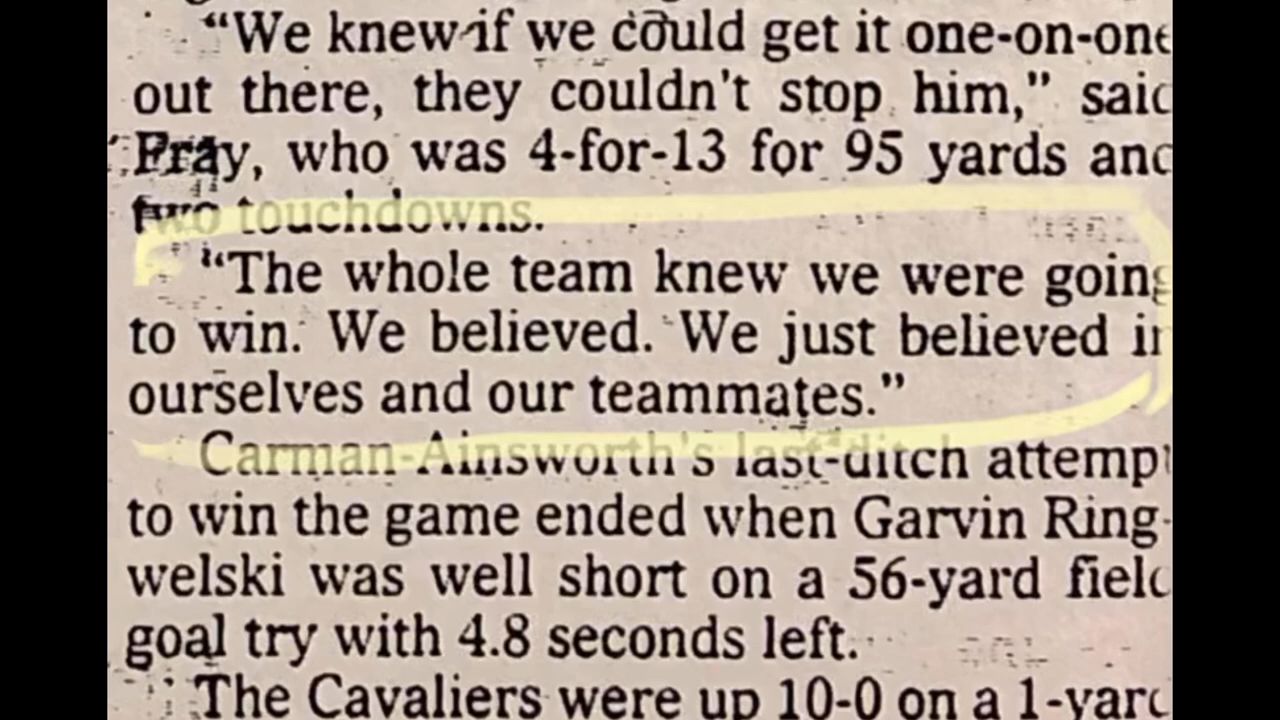 “We knew if we could get it one-on-one
out there, they couldn't stop him,” said
Fray, who was 4-for-13 for 95 yards and
two touchdowns.
“The whole team knew we were going
to win. We believed. We just believed in
ourselves and our teammates.”
Carman-Ainsworth's last-ditch attempt
to win the game ended when Garvin Ring-
welski was well short on a 56-yard field
goal try with 4.8 seconds left.
The Cavaliers were up 10-0 on a 1-yard